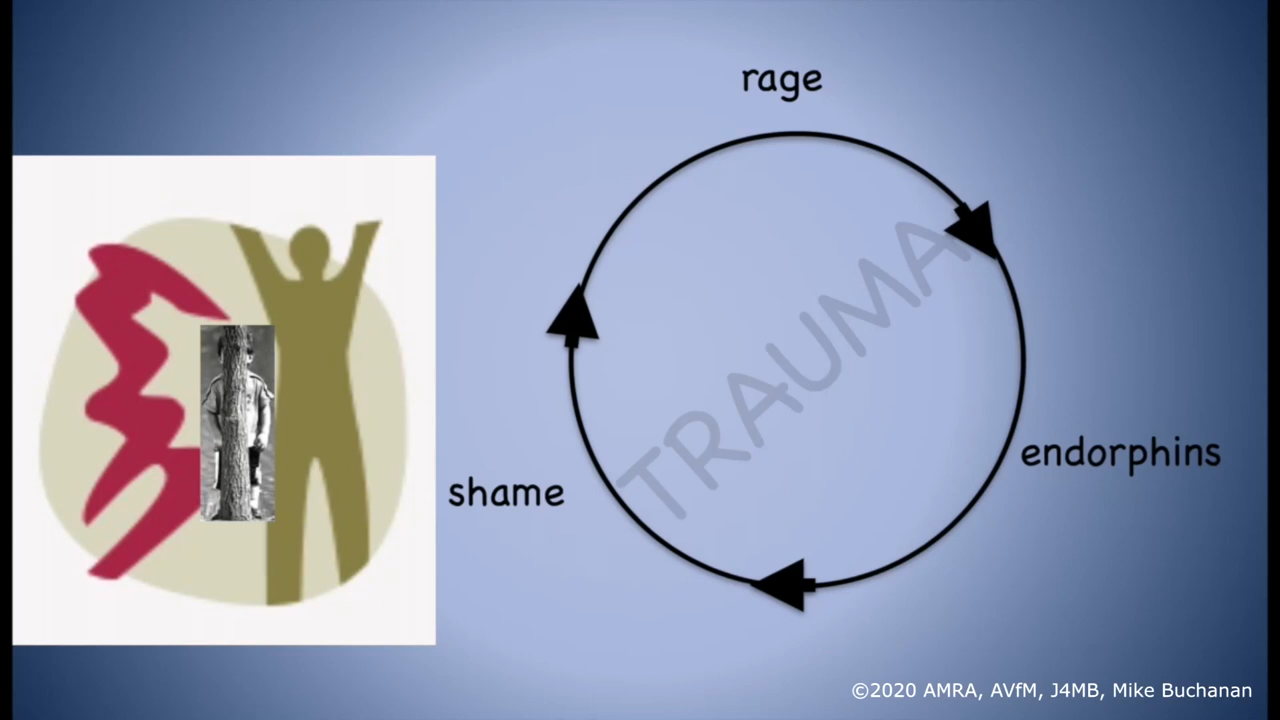 rage
TRAUMA
endorphins
shame
©2020 AMRA, AVfM, J4MB, Mike Buchanan